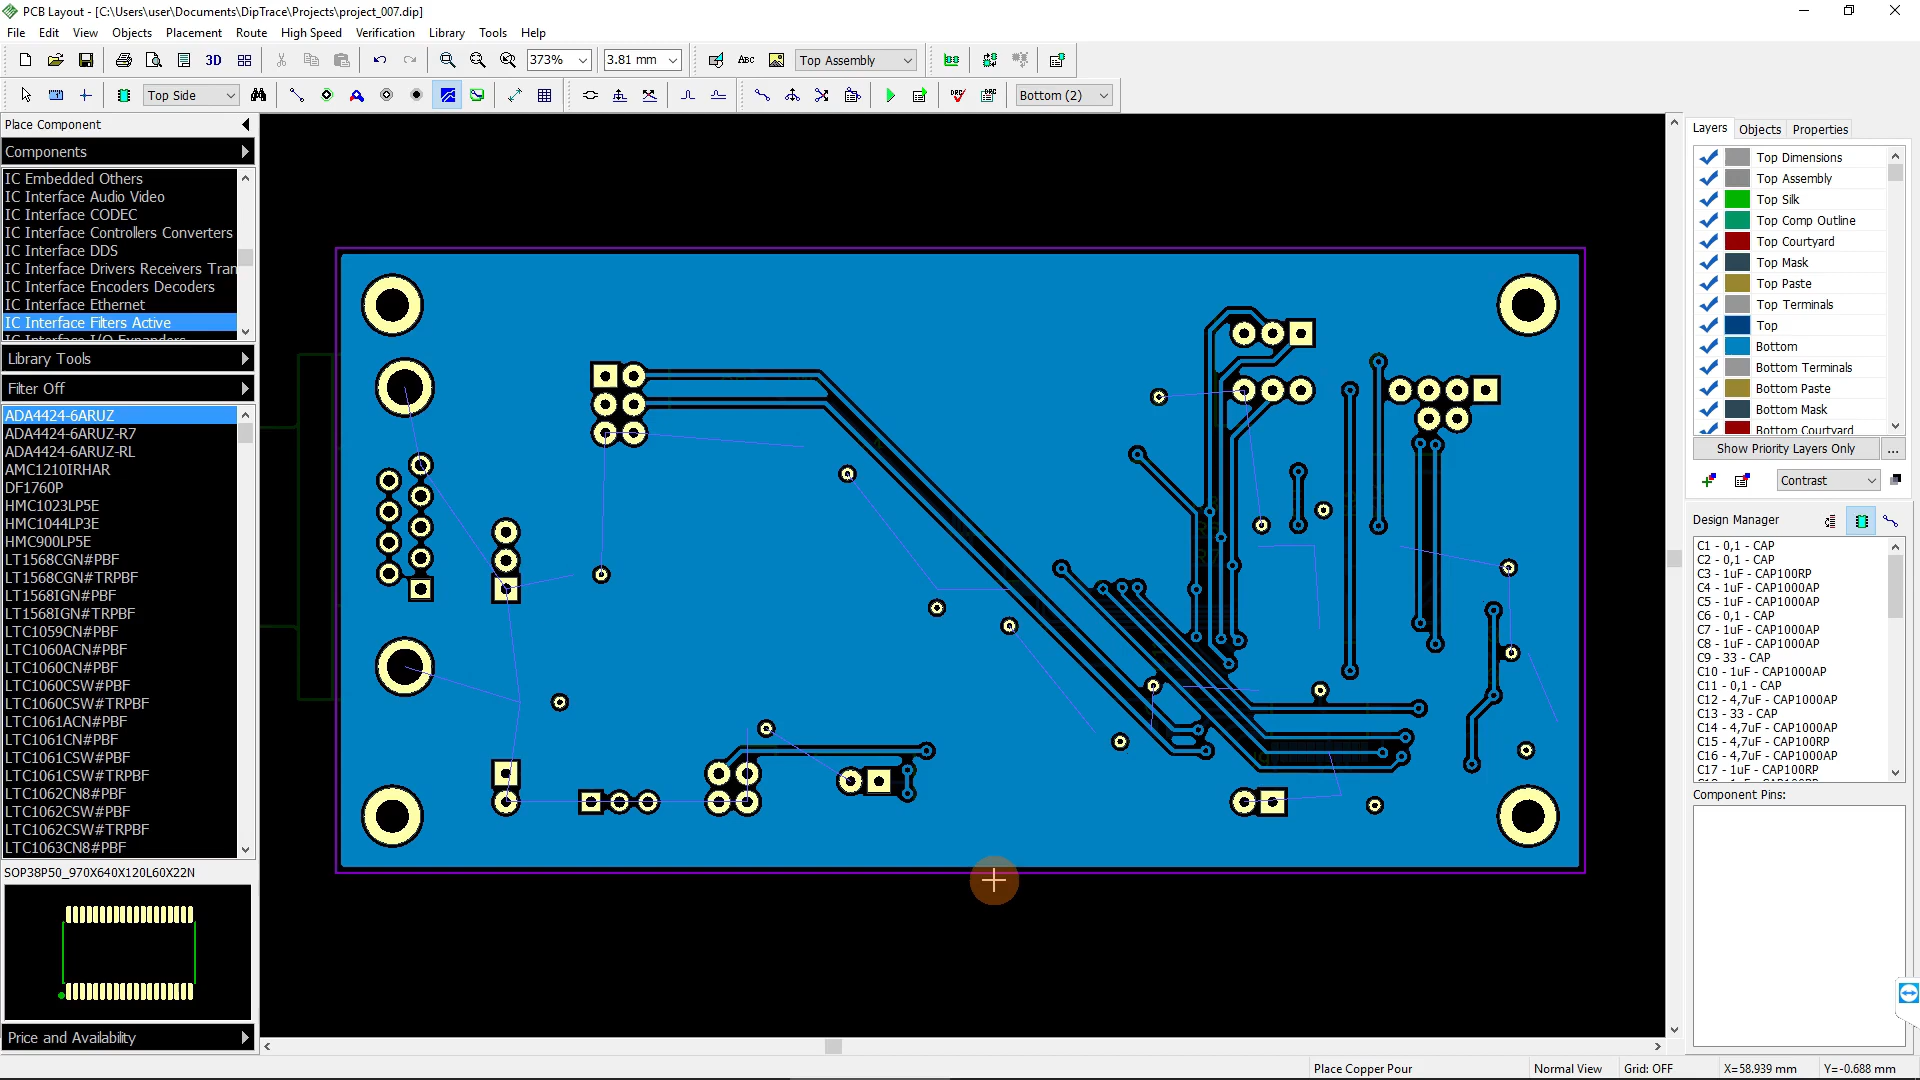 PCB Layout - [C:\Users\user\Documents\DipTrace\Projects\project_007.dip]
File Edit View Objects Placement Route High Speed Verification Library Tools Help
3D 373% 3.81 mm ABC Top Assembly
Top Side DRC Bottom (2)
Place Component
Components
IC Embedded Others
IC Interface Audio Video
IC Interface CODEC
IC Interface Controllers Converters
IC Interface DDS
IC Interface Drivers Receivers Tran
IC Interface Encoders Decoders
IC Interface Ethernet
IC Interface Filters Active
IC Interface I/O Expanders
Library Tools
Filter Off
ADA4424-6ARUZ
ADA4424-6ARUZ-R7
ADA4424-6ARUZ-RL
AMC1210IRHAR
DF1760P
HMC1023LP5E
HMC1044LP3E
HMC900LP5E
LT1568CGN#PBF
LT1568CGN#TRPBF
LT1568IGN#PBF
LT1568IGN#TRPBF
LTC1059CN#PBF
LTC1060ACN#PBF
LTC1060CN#PBF
LTC1060CSW#PBF
LTC1060CSW#TRPBF
LTC1061ACN#PBF
LTC1061CN#PBF
LTC1061CSW#PBF
LTC1061CSW#TRPBF
LTC1062CN8#PBF
LTC1062CSW#PBF
LTC1062CSW#TRPBF
LTC1063CN8#PBF
SOP38P50_970X640X120L60X22N
Price and Availability
Layers Objects Properties
Top Dimensions
Top Assembly
Top Silk
Top Comp Outline
Top Courtyard
Top Mask
Top Paste
Top Terminals
Top
Bottom
Bottom Terminals
Bottom Paste
Bottom Mask
Bottom Courtyard
Show Priority Layers Only ...
Contrast
Design Manager
C1 - 0,1 - CAP
C2 - 0,1 - CAP
C3 - 1uF - CAP100RP
C4 - 1uF - CAP1000AP
C5 - 1uF - CAP1000AP
C6 - 0,1 - CAP
C7 - 1uF - CAP1000AP
C8 - 1uF - CAP1000AP
C9 - 33 - CAP
C10 - 1uF - CAP1000AP
C11 - 0,1 - CAP
C12 - 4,7uF - CAP1000AP
C13 - 33 - CAP
C14 - 4,7uF - CAP1000AP
C15 - 4,7uF - CAP100RP
C16 - 4,7uF - CAP1000AP
C17 - 1uF - CAP100RP
Component Pins:
Place Copper Pour Normal View Grid: OFF X=58.939 mm Y=-0.688 mm